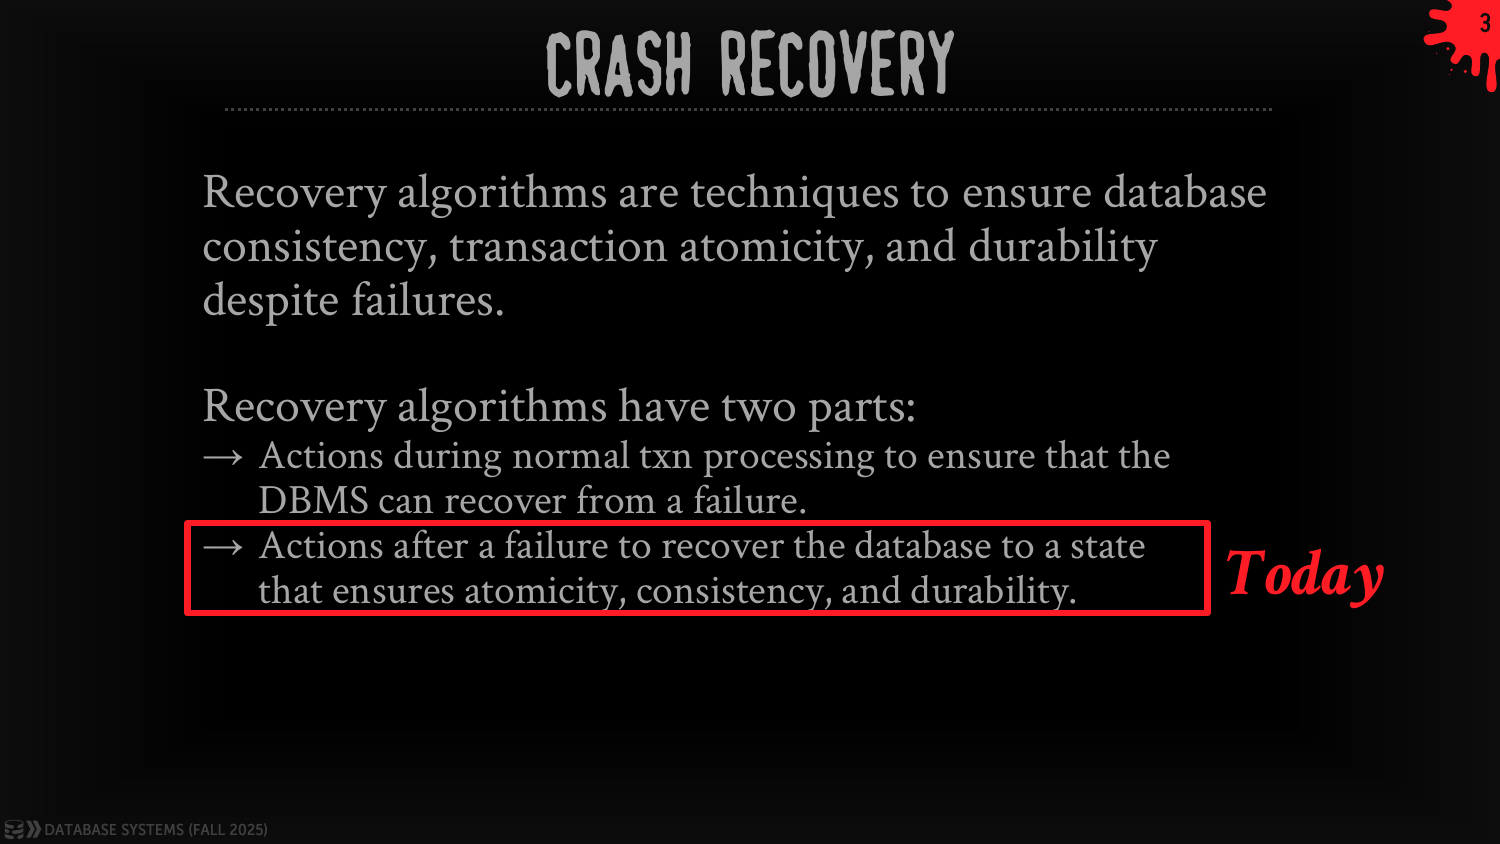 3
CRASH RECOVERY
Recovery algorithms are techniques to ensure database
consistency, transaction atomicity, and durability
despite failures.
Recovery algorithms have two parts:
→ Actions during normal txn processing to ensure that the
DBMS can recover from a failure.
→ Actions after a failure to recover the database to a state
that ensures atomicity, consistency, and durability.
Today
DATABASE SYSTEMS (FALL 2025)